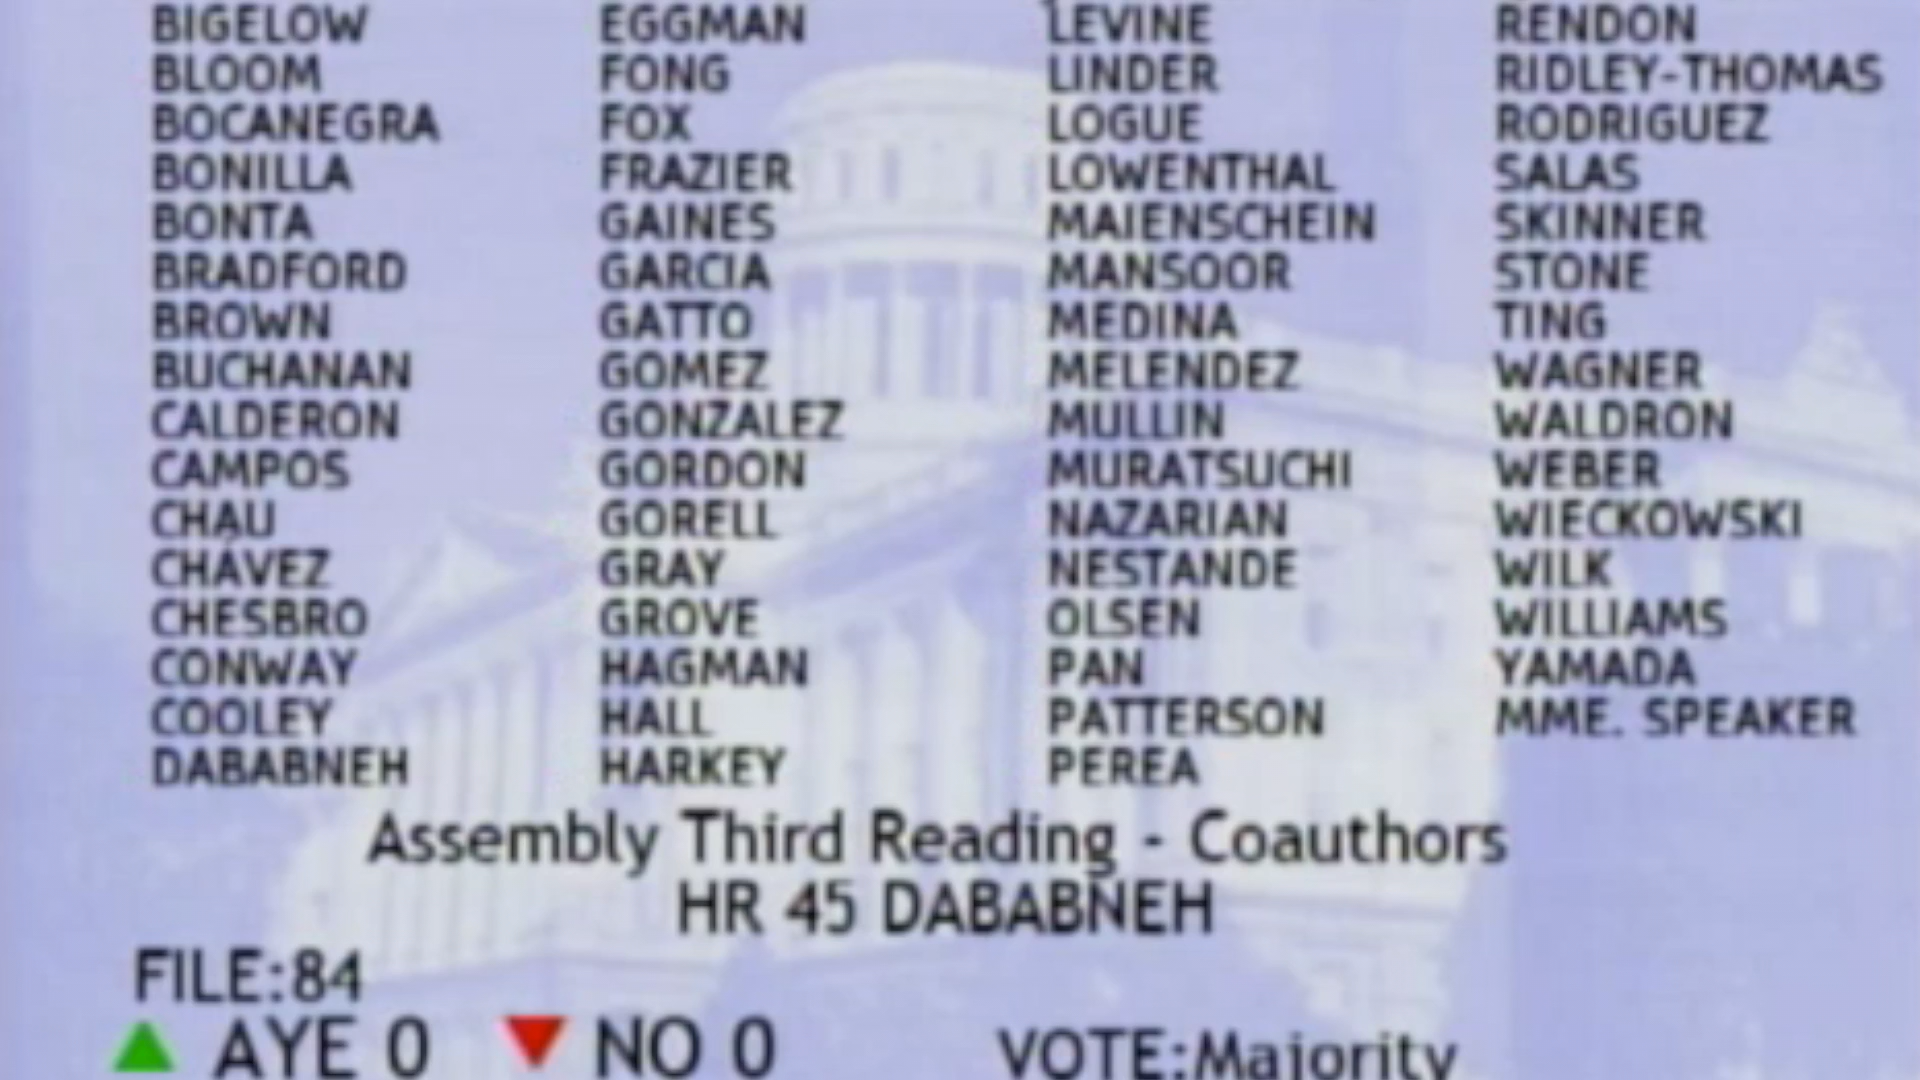 BIGELOW EGGMAN LEVINE RENDON
BLOOM FONG LINDER RIDLEY-THOMAS
BOCANEGRA FOX LOGUE RODRIGUEZ
BONILLA FRAZIER LOWENTHAL SALAS
BONTA GAINES MAIENSCHEIN SKINNER
BRADFORD GARCIA MANSOOR STONE
BROWN GATTO MEDINA TING
BUCHANAN GOMEZ MELENDEZ WAGNER
CALDERON GONZALEZ MULLIN WALDRON
CAMPOS GORDON MURATSUCHI WEBER
CHAU GORELL NAZARIAN WIECKOWSKI
CHÁVEZ GRAY NESTANDE WILK
CHESBRO GROVE OLSEN WILLIAMS
CONWAY HAGMAN PAN YAMADA
COOLEY HALL PATTERSON MME. SPEAKER
DABABNEH HARKEY PEREA
Assembly Third Reading - Coauthors
HR 45 DABABNEH
FILE:84
AYE 0 NO 0 VOTE:Majority